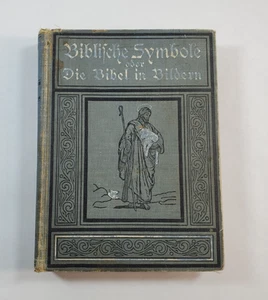 Biblische Symbole
oder
Die Bibel in Bildern